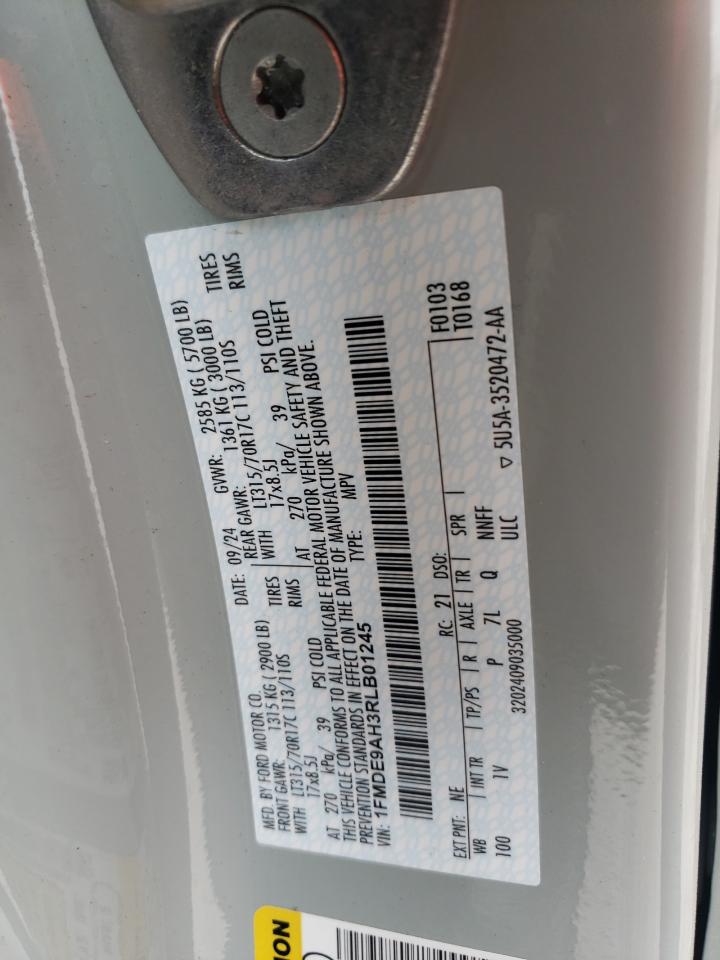 MFD. BY FORD MOTOR CO.
DATE: 09/24 GVWR: 2585 KG ( 5700 LB)
FRONT GAWR: 1315 KG ( 2900 LB) REAR GAWR: 1361 KG ( 3000 LB)
WITH LT315/70R17C 113/110S TIRES WITH LT315/70R17C 113/110S TIRES
17x8.5J RIMS 17x8.5J RIMS
AT 270 kPa/ 39 PSI COLD AT 270 kPa/ 39 PSI COLD
THIS VEHICLE CONFORMS TO ALL APPLICABLE FEDERAL MOTOR VEHICLE SAFETY AND THEFT
PREVENTION STANDARDS IN EFFECT ON THE DATE OF MANUFACTURE SHOWN ABOVE.
VIN: 1FMDE9AH3RLB01245 TYPE: MPV
F0103
EXT PNT: NE RC: 21 DSO: T0168
WB INT TR TP/PS R AXLE TR SPR
100 1V P 7L Q NNFF
3202409035000 ULC ▽ 5U5A-3520472-AA
ION